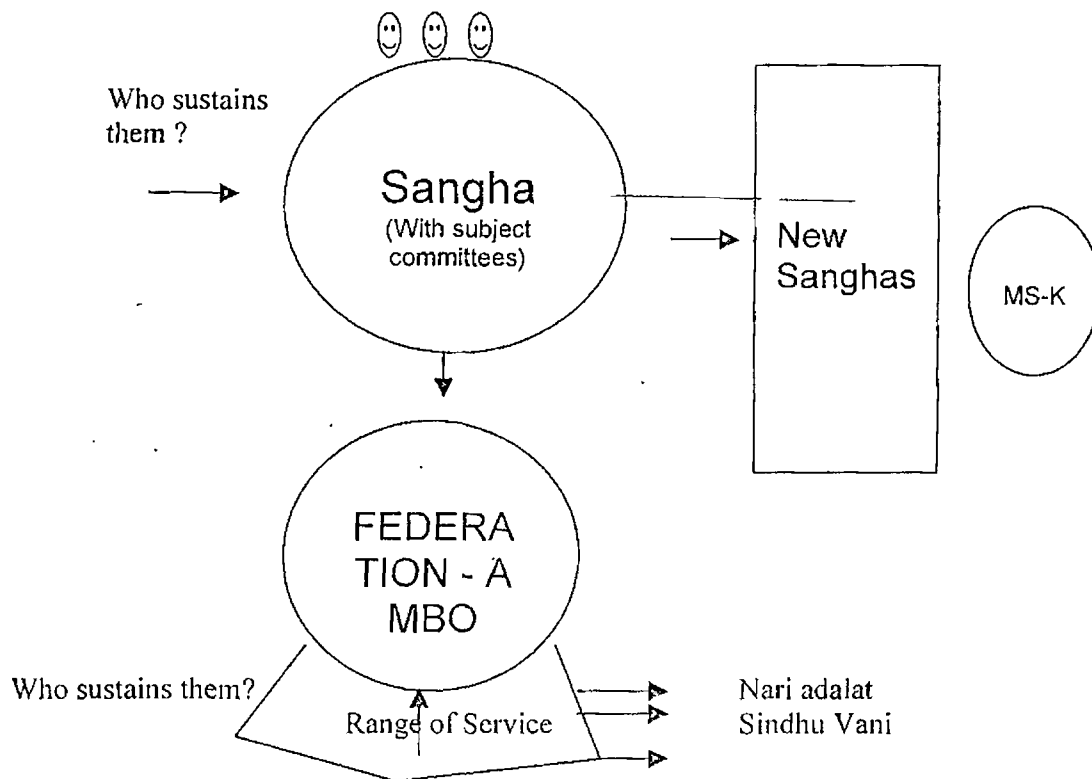 Who sustains
them ?
Sangha
(With subject
committees)
New
Sanghas
MS-K
FEDERA
TION - A
MBO
Who sustains them?
Range of Service
Nari adalat
Sindhu Vani